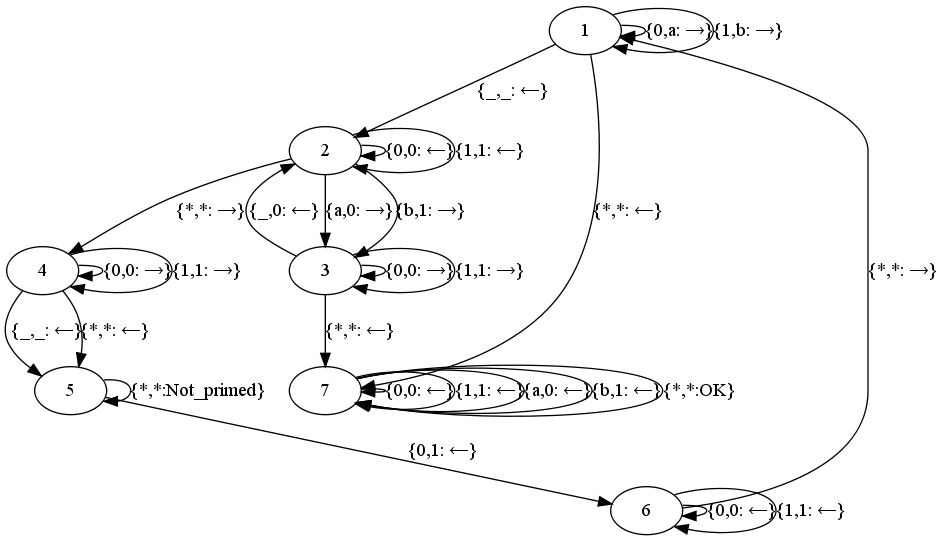 1
{0,a: →}{1,b: →}
{_,_: ←}
2
{0,0: ←}{1,1: ←}
{*,*: →}
{_,0: ←}
{a,0: →}
{b,1: →}
{*,*: ←}
{*,*: →}
4
{0,0: →}{1,1: →}
3
{0,0: →}{1,1: →}
{_,_: ←}
{*,*: ←}
{*,*: ←}
5
{*,*:Not_primed}
7
{0,0: ←}{1,1: ←}{a,0: ←}{b,1: ←}{*,*:OK}
{0,1: ←}
6
{0,0: ←}{1,1: ←}